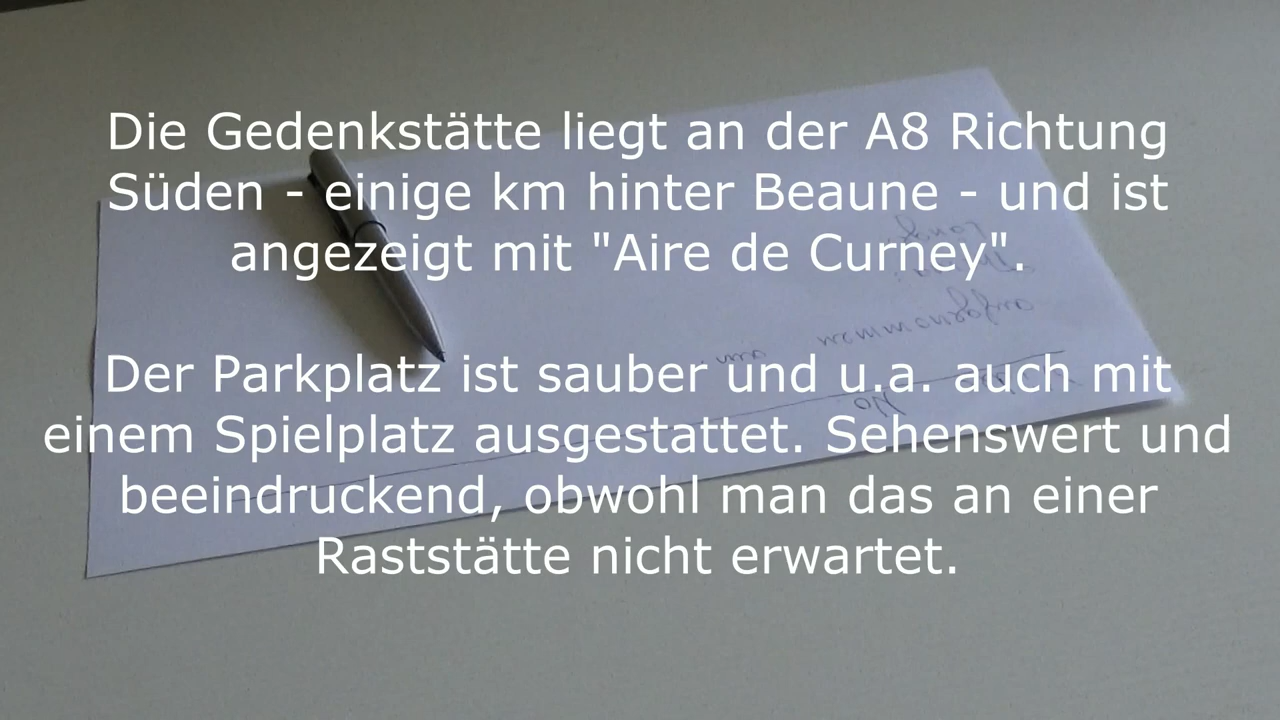 Die Gedenkstätte liegt an der A8 Richtung
Süden - einige km hinter Beaune - und ist
angezeigt mit "Aire de Curney".
Der Parkplatz ist sauber und u.a. auch mit
einem Spielplatz ausgestattet. Sehenswert und
beeindruckend, obwohl man das an einer
Raststätte nicht erwartet.
aufgenommen am